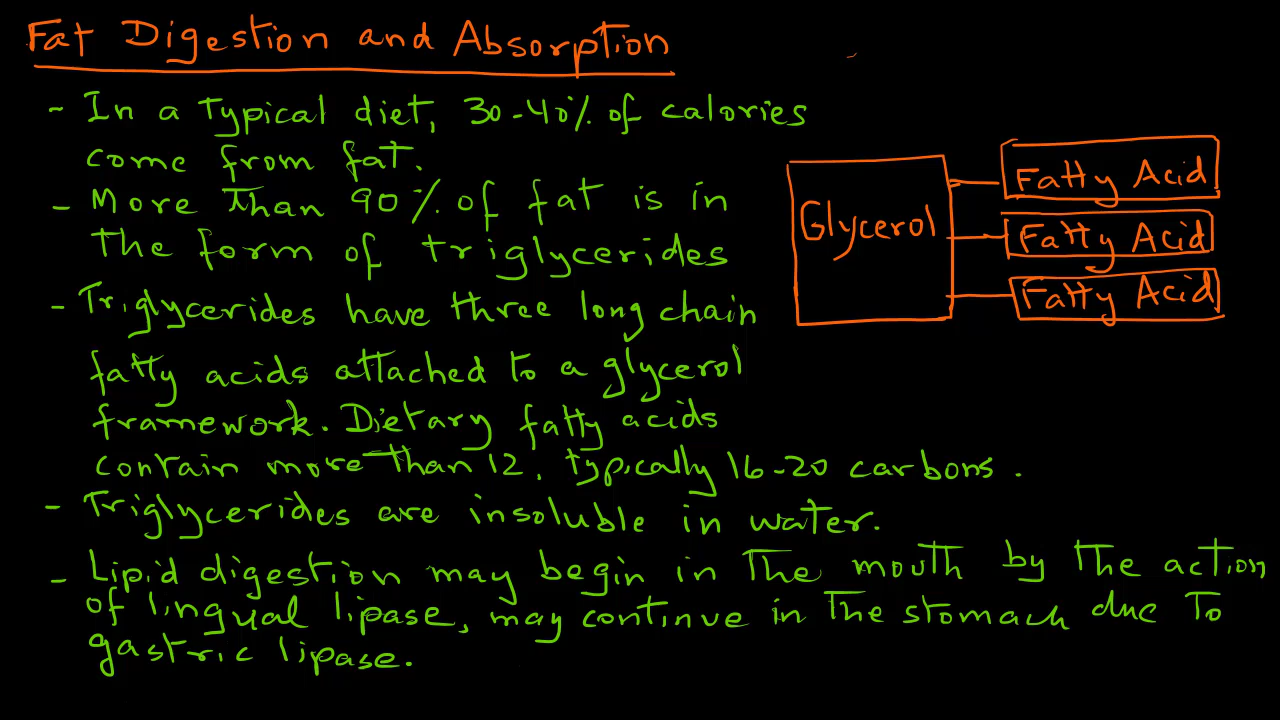 Fat Digestion and Absorption
- In a typical diet, 30-40% of calories
come from fat.
- More than 90% of fat is in
the form of triglycerides
- Triglycerides have three long chain
fatty acids attached to a glycerol
framework. Dietary fatty acids
contain more than 12, typically 16-20 carbons.
- Triglycerides are insoluble in water.
- Lipid digestion may begin in the mouth by the action
of lingual lipase, may continue in the stomach due to
gastric lipase.
Glycerol
Fatty Acid
Fatty Acid
Fatty Acid